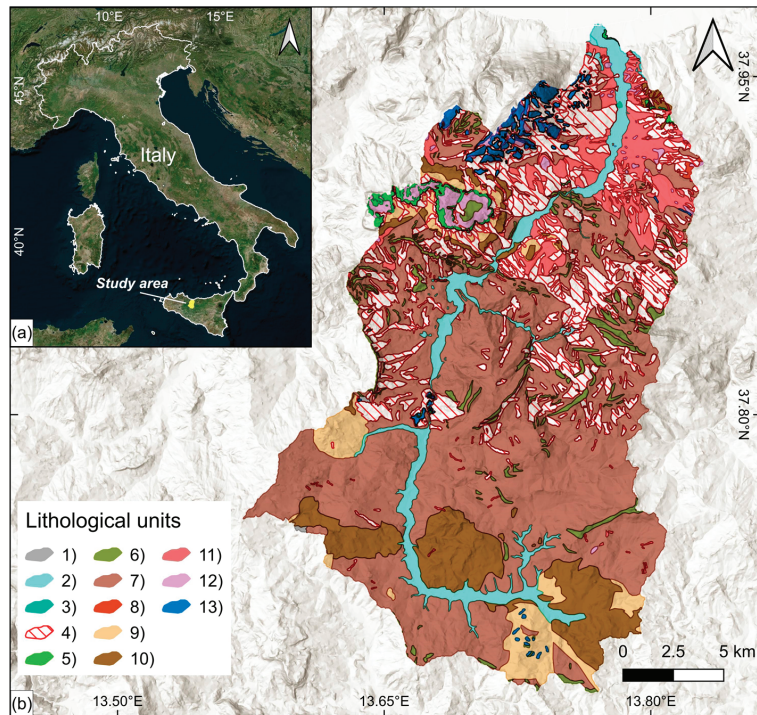 10°E 15°E
45°N
40°N
Italy
Study area
(a)
37.95°N
37.80°N
Lithological units
1) 6) 11)
2) 7) 12)
3) 8) 13)
4) 9)
5) 10)
0 2.5 5 km
(b)
13.50°E 13.65°E 13.80°E